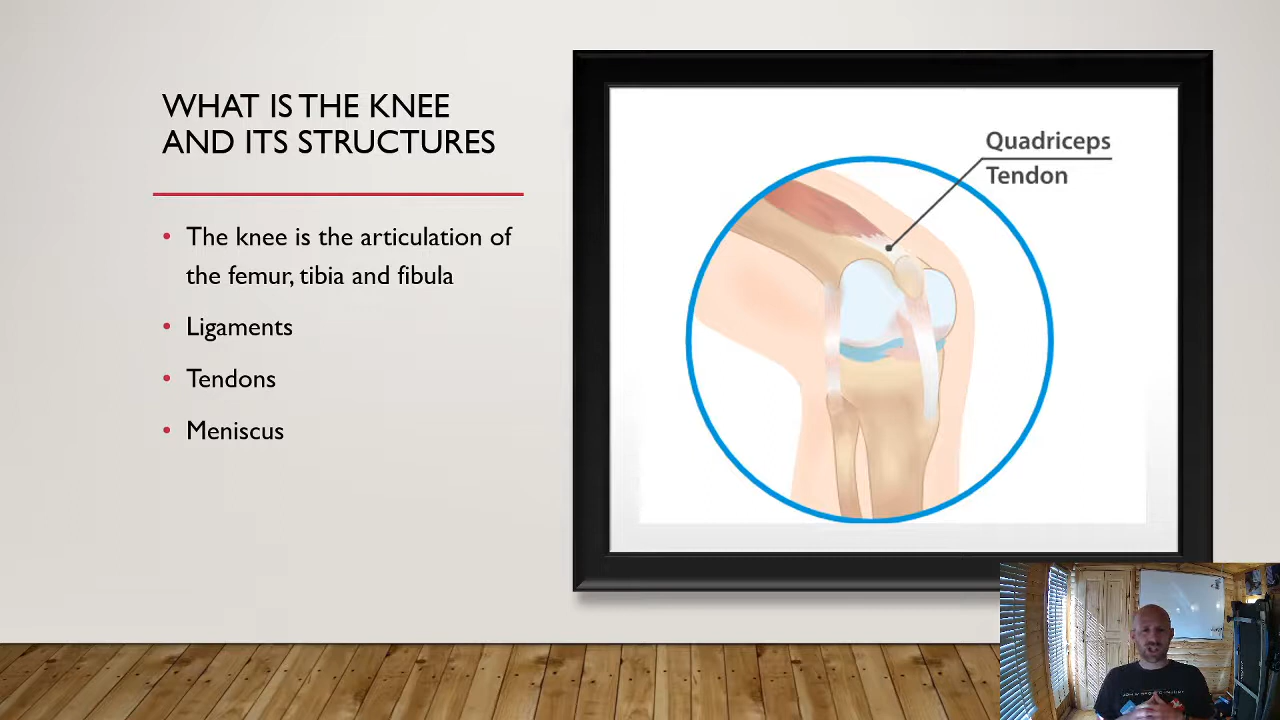 WHAT IS THE KNEE
AND ITS STRUCTURES
• The knee is the articulation of
the femur, tibia and fibula
• Ligaments
• Tendons
• Meniscus
Quadriceps
Tendon